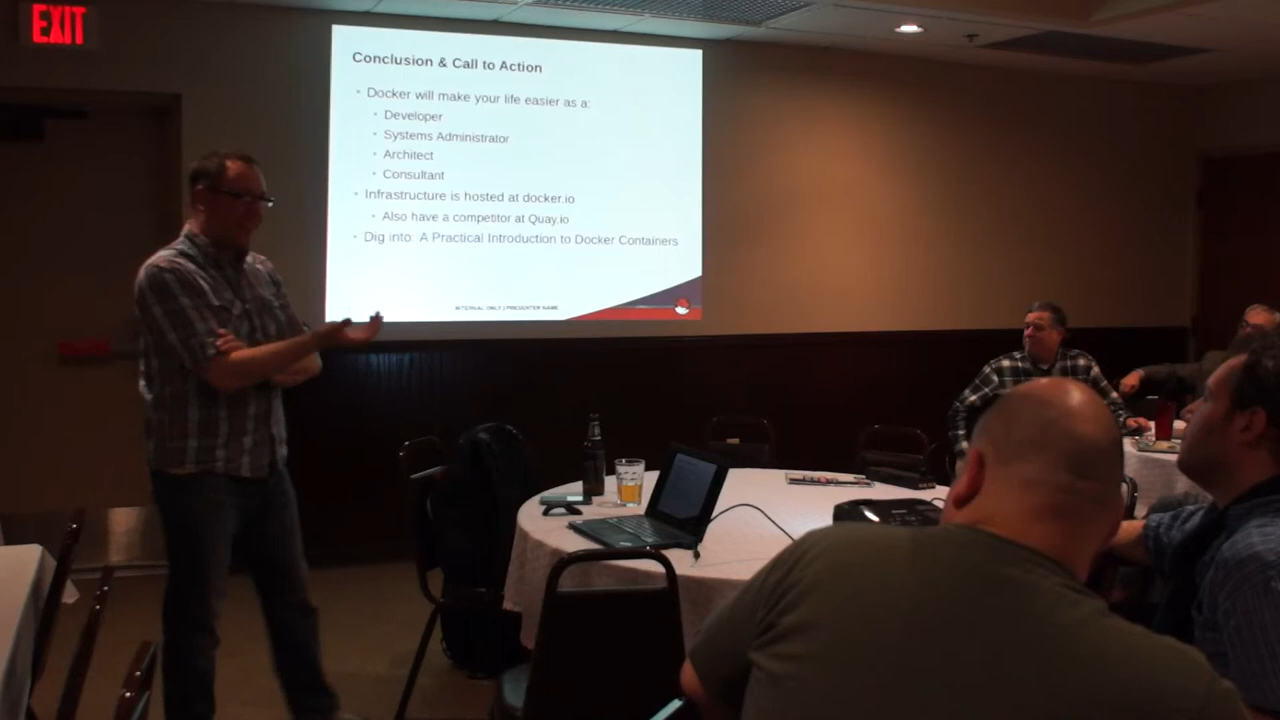 EXIT
Conclusion & Call to Action
Docker will make your life easier as a:
Developer
Systems Administrator
Architect
Consultant
Infrastructure is hosted at docker.io
Also have a competitor at Quay.io
Dig into: A Practical Introduction to Docker Containers
INTERNAL ONLY | PRESENTER NAME